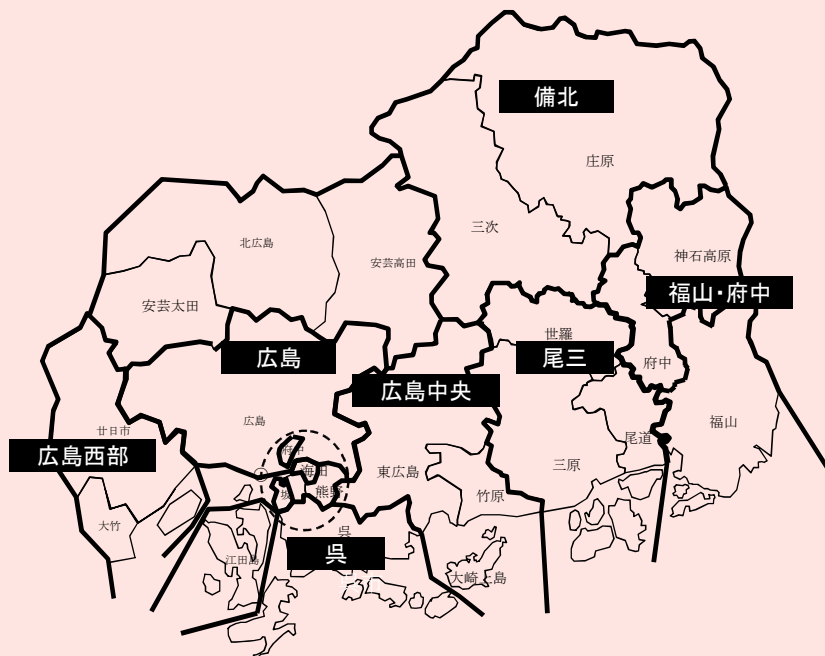 備北
庄原
三次
神石高原
北広島
安芸高田
福山・府中
安芸太田
世羅
広島
尾三
府中
広島中央
広島
福山
廿日市
尾道
広島西部
府中
海田
東広島
三原
熊野
坂
竹原
大竹
呉
呉
江田島
大崎上島